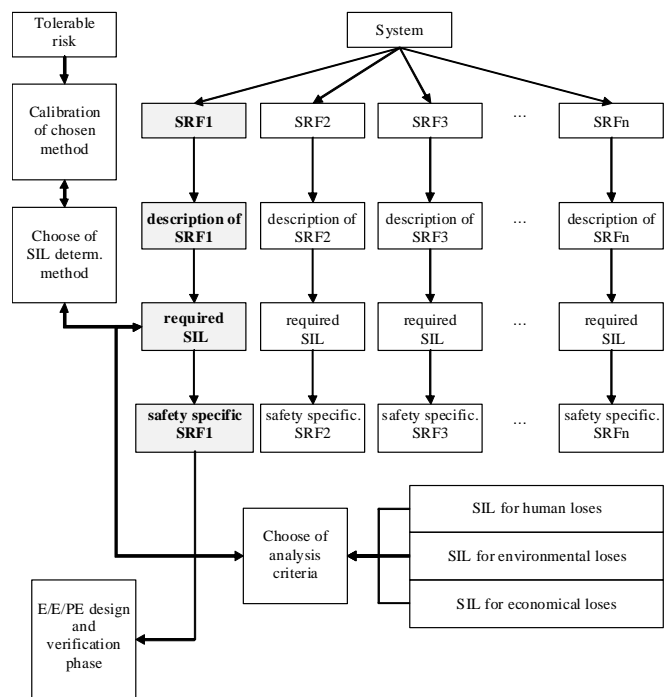 Tolerable
risk
System
Calibration
of chosen
method
SRF1
SRF2
SRF3
...
SRFn
Choose of
SIL determ.
method
description of
SRF1
description of
SRF2
description of
SRF3
...
description of
SRFn
required
SIL
required
SIL
required
SIL
...
required
SIL
safety specific
SRF1
safety specific.
SRF2
safety specific.
SRF3
...
safety specific.
SRFn
Choose of
analysis
criteria
SIL for human loses
SIL for environmental loses
SIL for economical loses
E/E/PE design
and
verification
phase